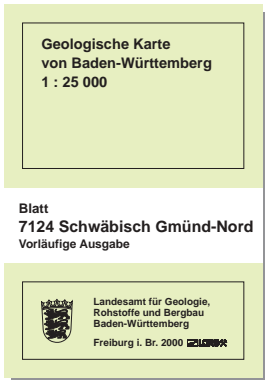 Geologische Karte
von Baden-Württemberg
1 : 25 000
Blatt
7124 Schwäbisch Gmünd-Nord
Vorläufige Ausgabe
Landesamt für Geologie,
Rohstoffe und Bergbau
Baden-Württemberg
Freiburg i. Br. 2000